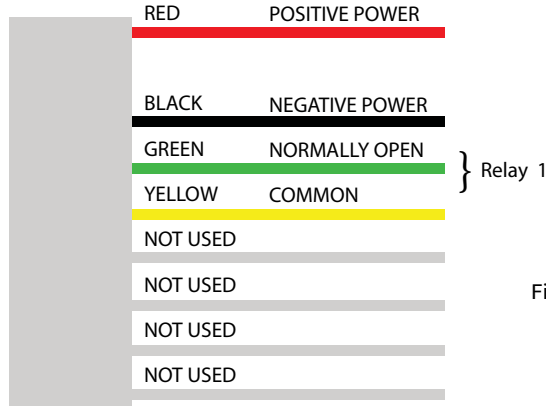 RED POSITIVE POWER
BLACK NEGATIVE POWER
GREEN NORMALLY OPEN
} Relay 1
YELLOW COMMON
NOT USED
NOT USED
NOT USED
NOT USED
Fi